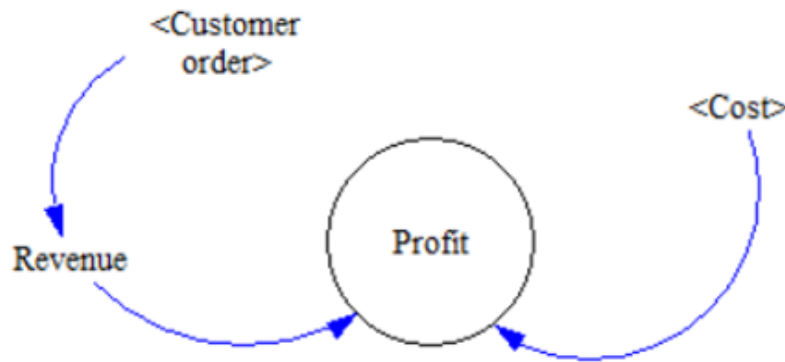 <Customer
order>
<Cost>
Profit
Revenue